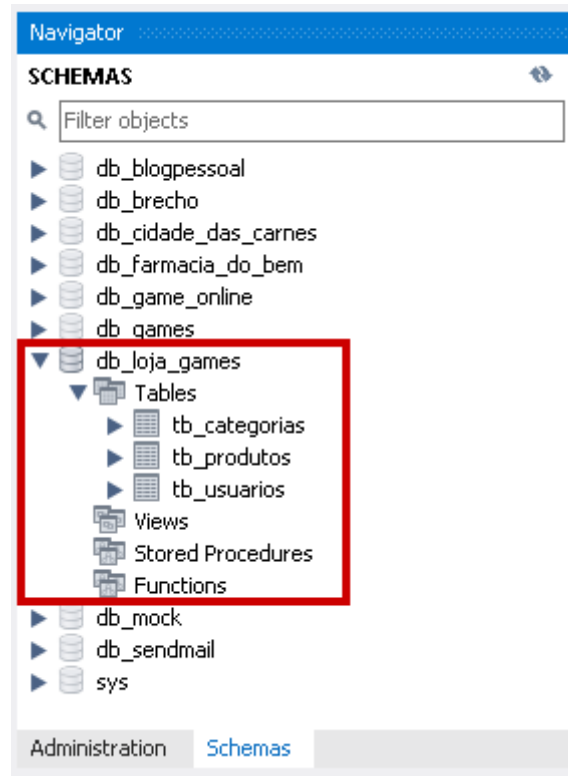 Navigator
SCHEMAS
Filter objects
db_blogpessoal
db_brecho
db_cidade_das_carnes
db_farmacia_do_bem
db_game_online
db_games
db_loja_games
Tables
tb_categorias
tb_produtos
tb_usuarios
Views
Stored Procedures
Functions
db_mock
db_sendmail
sys
Administration Schemas